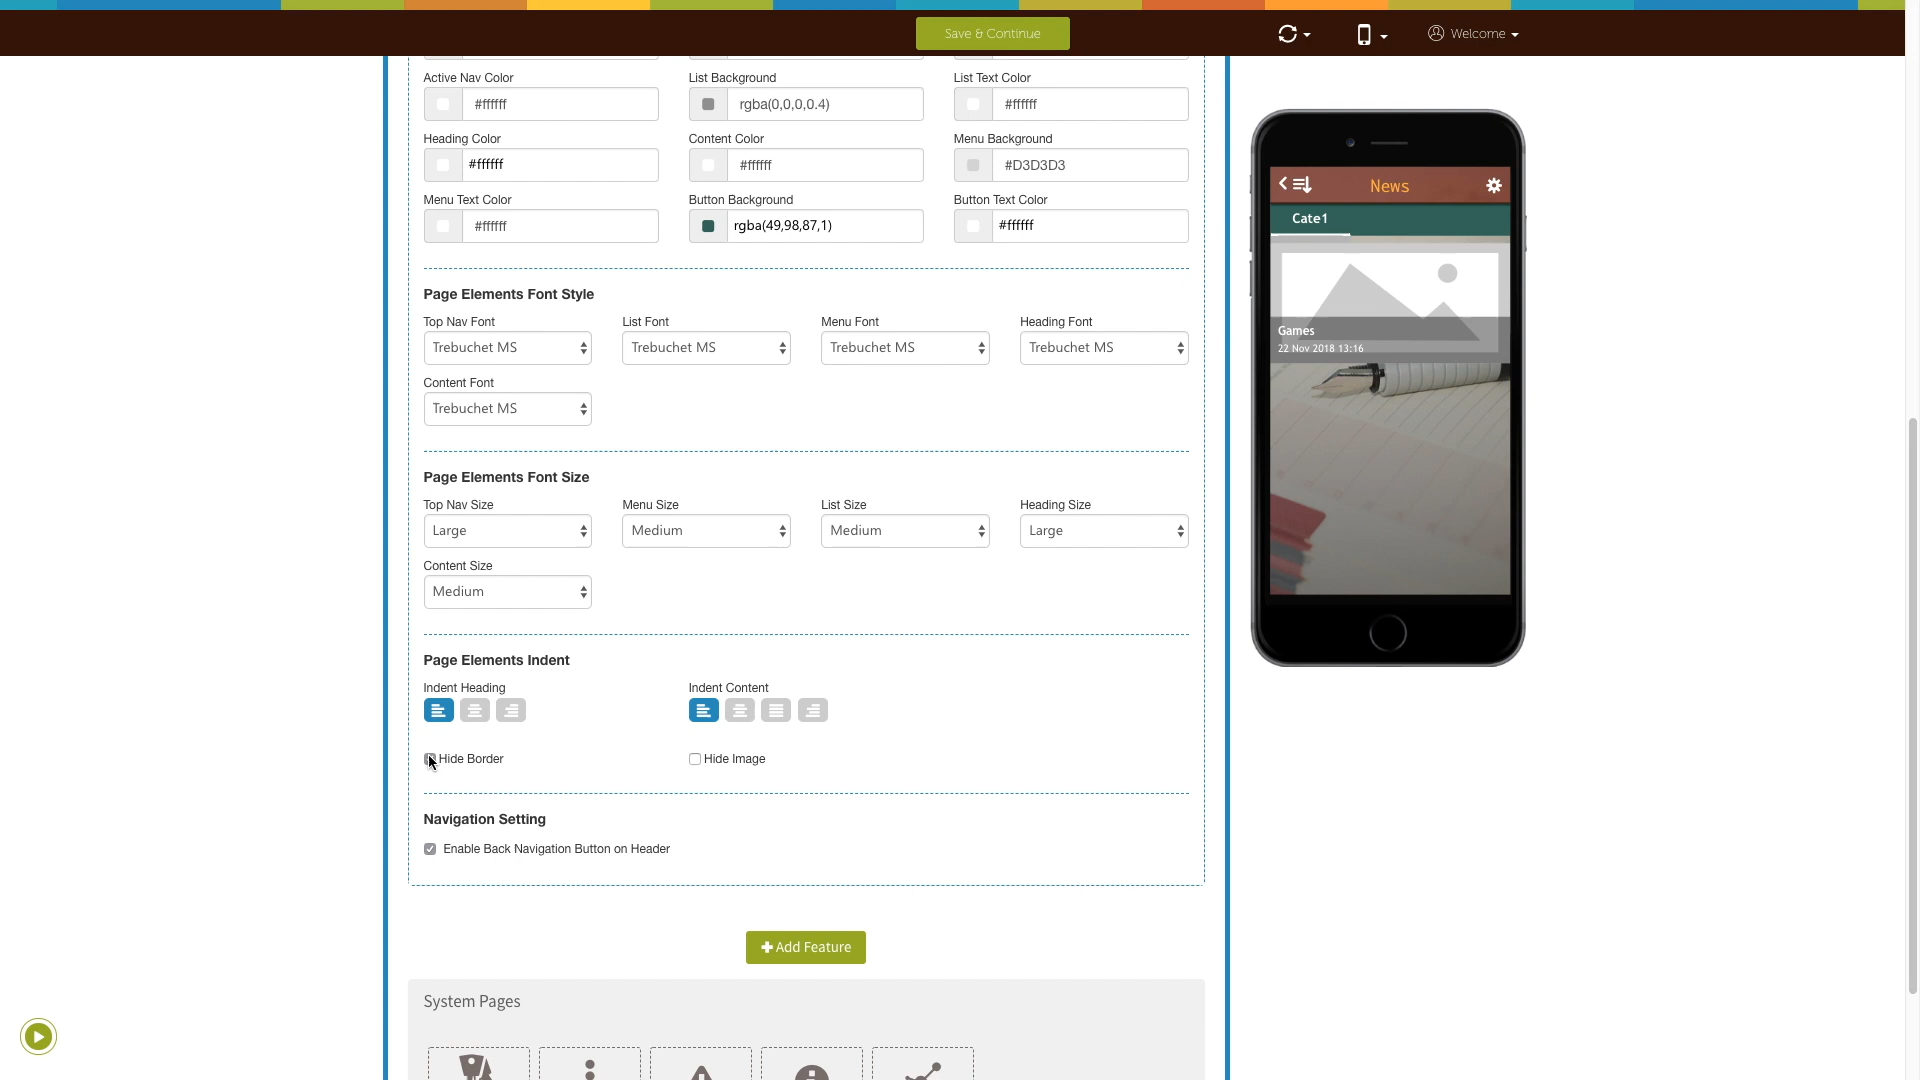 Save & Continue
Welcome
Active Nav Color
List Background
List Text Color
#ffffff
rgba(0,0,0,0.4)
#ffffff
Heading Color
Content Color
Menu Background
#ffffff
#ffffff
#D3D3D3
Menu Text Color
Button Background
Button Text Color
#ffffff
rgba(49,98,87,1)
#ffffff
Page Elements Font Style
Top Nav Font
List Font
Menu Font
Heading Font
Trebuchet MS
Trebuchet MS
Trebuchet MS
Trebuchet MS
Content Font
Trebuchet MS
Page Elements Font Size
Top Nav Size
Menu Size
List Size
Heading Size
Large
Medium
Medium
Large
Content Size
Medium
Page Elements Indent
Indent Heading
Indent Content
Hide Border
Hide Image
Navigation Setting
Enable Back Navigation Button on Header
Add Feature
System Pages
News
Cate1
Games
22 Nov 2018 13:16